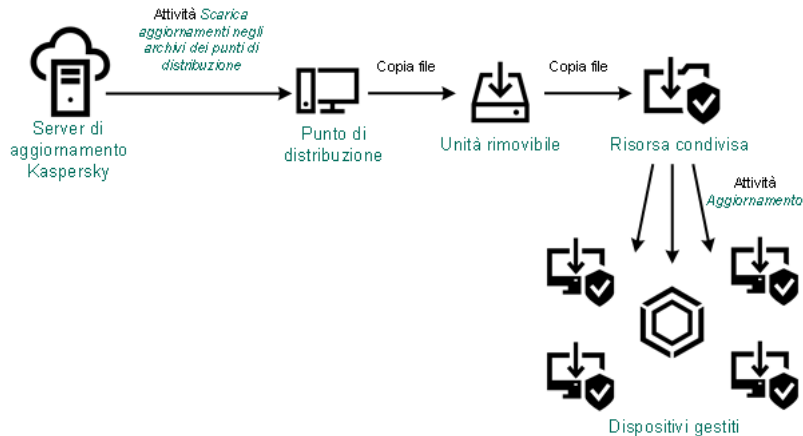 Attività Scarica
aggiornamenti negli
archivi dei punti di
distribuzione
Copia file
Copia file
Server di
aggiornamento
Kaspersky
Punto di
distribuzione
Unità rimovibile
Risorsa condivisa
Attività
Aggiornamento
Dispositivi gestiti